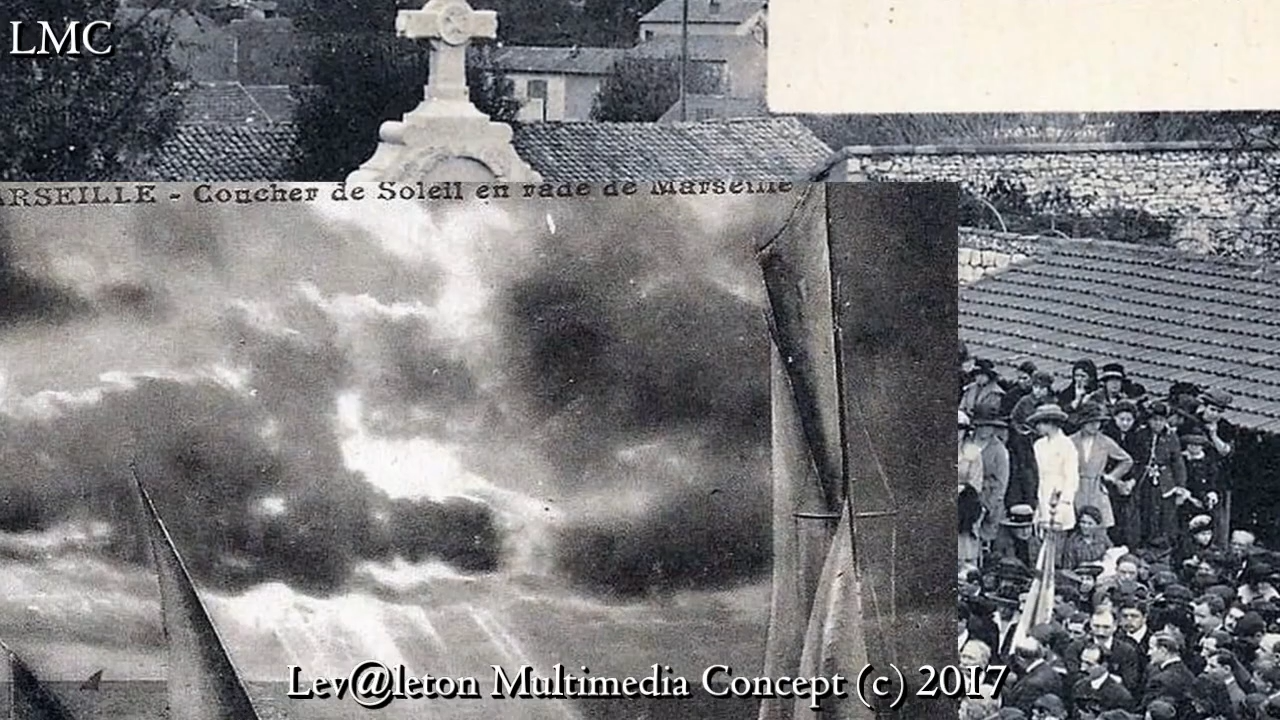 LMC
ARSEILLE - Coucher de Soleil en rade de Marseille
Lev@leton Multimedia Concept (c) 2017